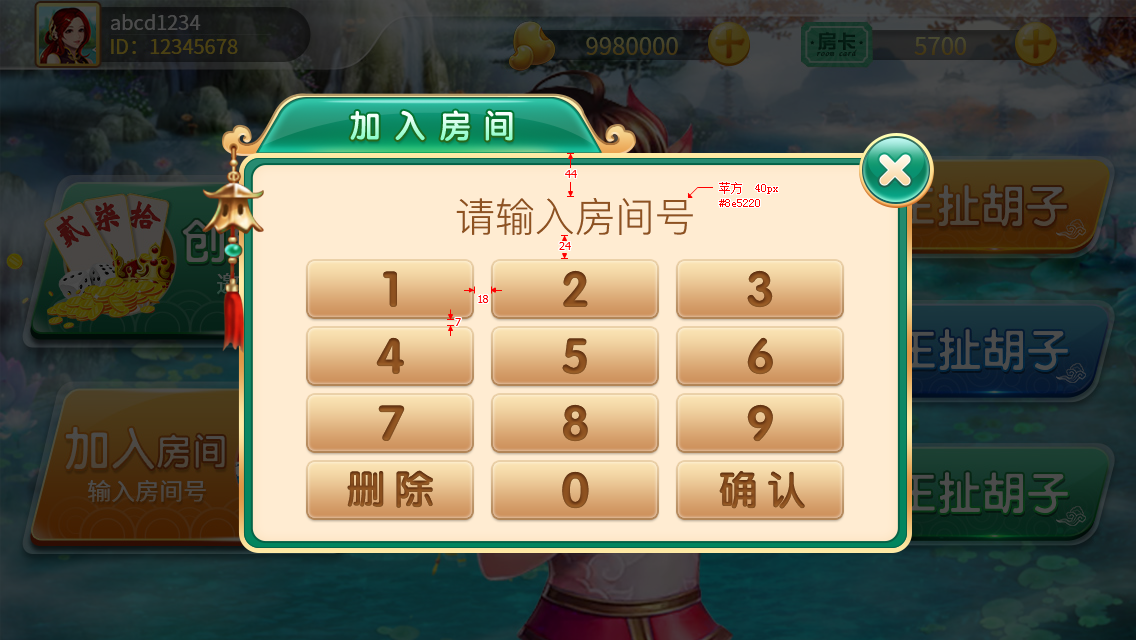 abcd1234
ID：12345678
9980000
房卡
room card
5700
加入房间
44
苹方 40px
#8e5220
请输入房间号
24
贰柒拾
创
王扯胡子
1
2
3
18
7
4
5
6
王扯胡子
7
8
9
加入房间
输入房间号
删除
0
确认
王扯胡子